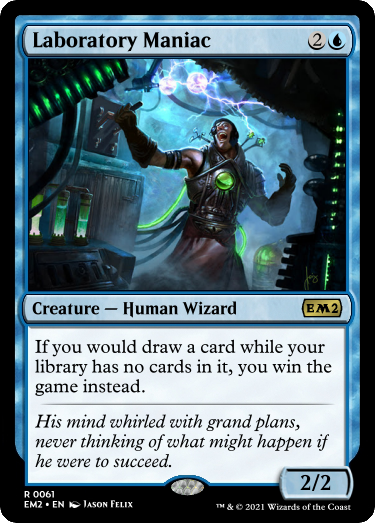 Laboratory Maniac 2
Creature — Human Wizard EM2
If you would draw a card while your
library has no cards in it, you win the
game instead.
His mind whirled with grand plans,
never thinking of what might happen if
he were to succeed.
2/2
R 0061
EM2 • EN JASON FELIX ™ & © 2021 Wizards of the Coast